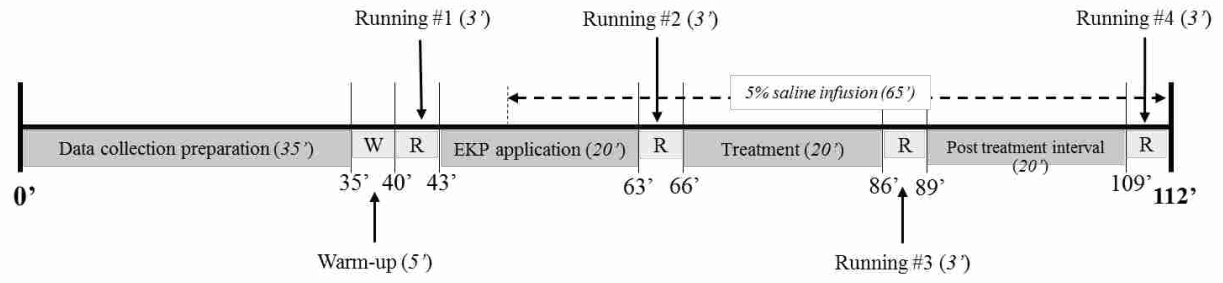 Running #1 (3’)
Running #2 (3’)
Running #4 (3’)
5% saline infusion (65’)
Data collection preparation (35’)
W
R
EKP application (20’)
R
Treatment (20’)
R
Post treatment interval
(20’)
R
0’
35’
40’
43’
63’
66’
86’
89’
109’
112’
Warm-up (5’)
Running #3 (3’)